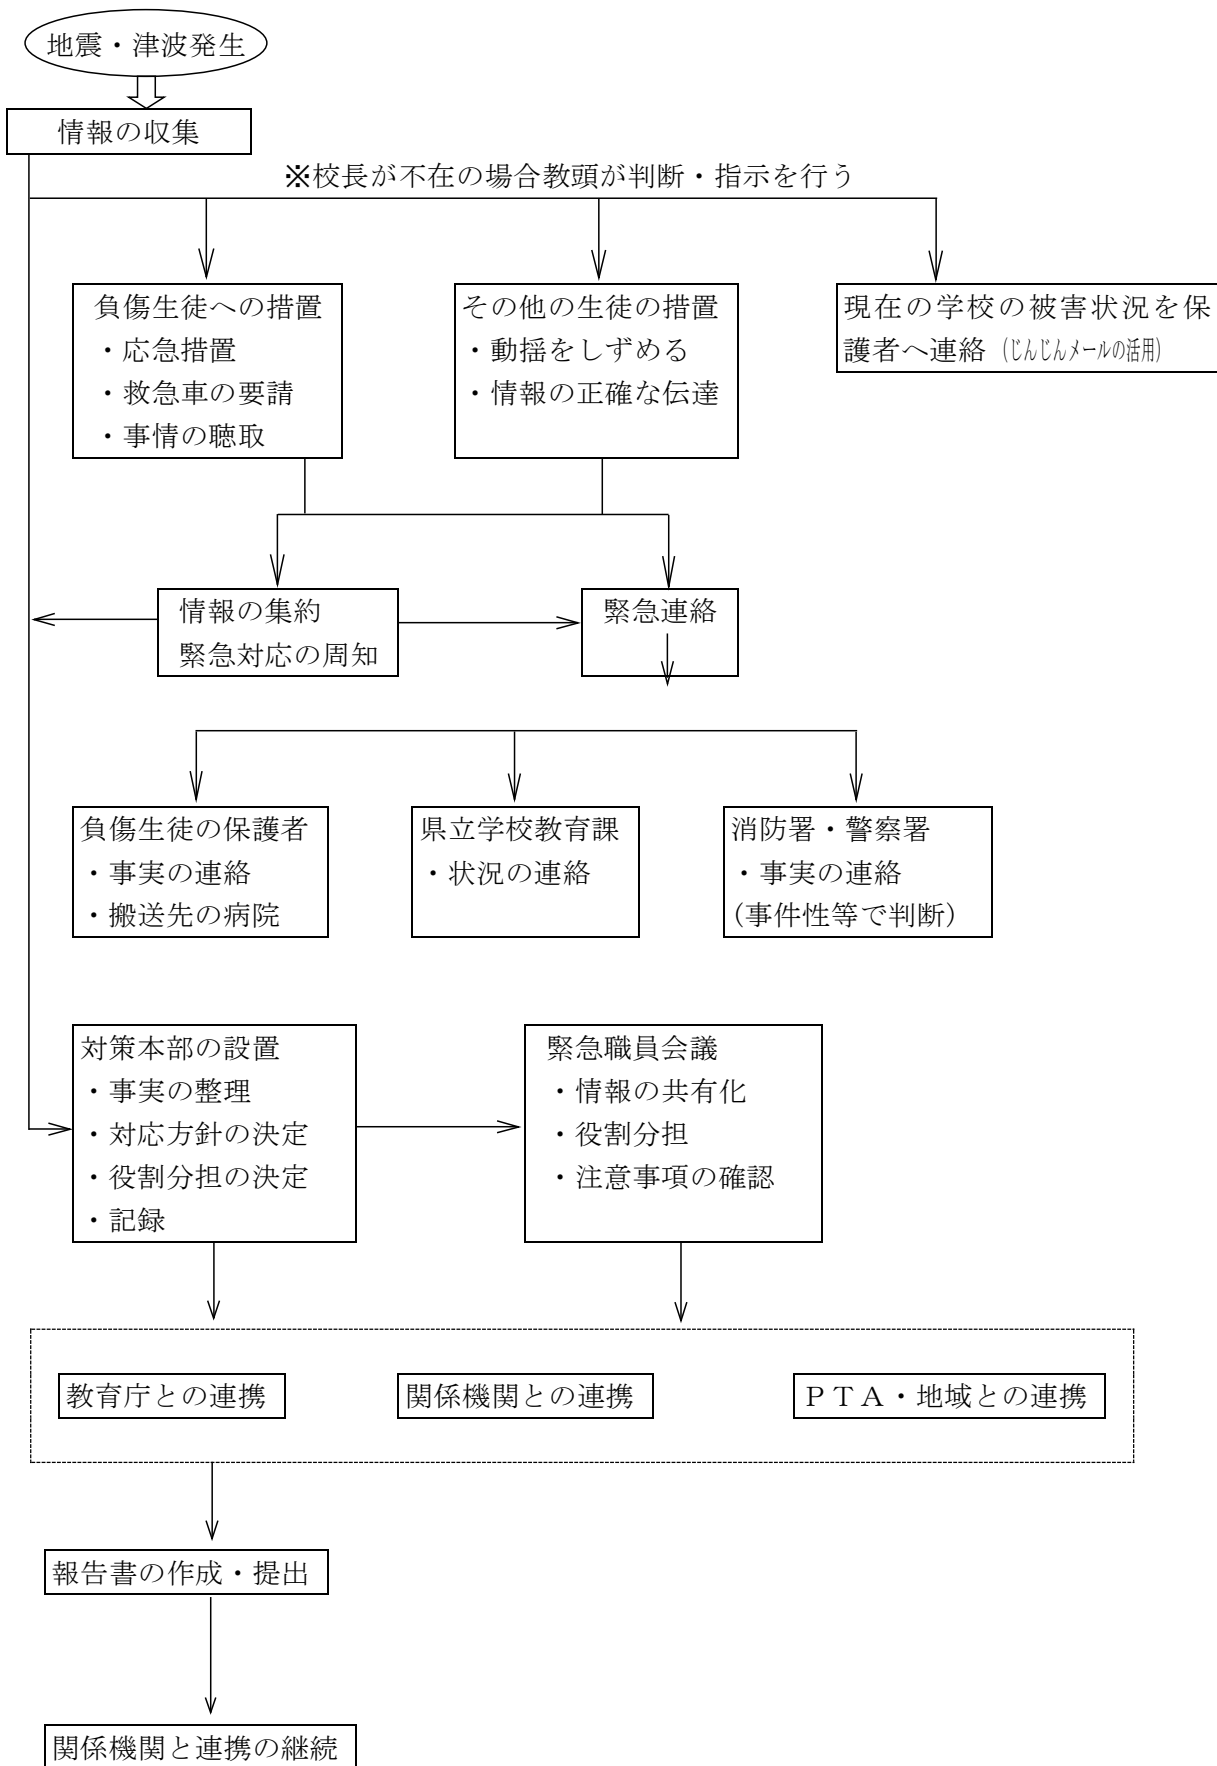 地震・津波発生
情報の収集
※校長が不在の場合教頭が判断・指示を行う
負傷生徒への措置
・応急措置
・救急車の要請
・事情の聴取
その他の生徒の措置
・動揺をしずめる
・情報の正確な伝達
現在の学校の被害状況を保
護者へ連絡（じんじんメールの活用）
情報の集約
緊急対応の周知
緊急連絡
負傷生徒の保護者
・事実の連絡
・搬送先の病院
県立学校教育課
・状況の連絡
消防署・警察署
・事実の連絡
（事件性等で判断）
対策本部の設置
・事実の整理
・対応方針の決定
・役割分担の決定
・記録
緊急職員会議
・情報の共有化
・役割分担
・注意事項の確認
教育庁との連携
関係機関との連携
ＰＴＡ・地域との連携
報告書の作成・提出
関係機関と連携の継続